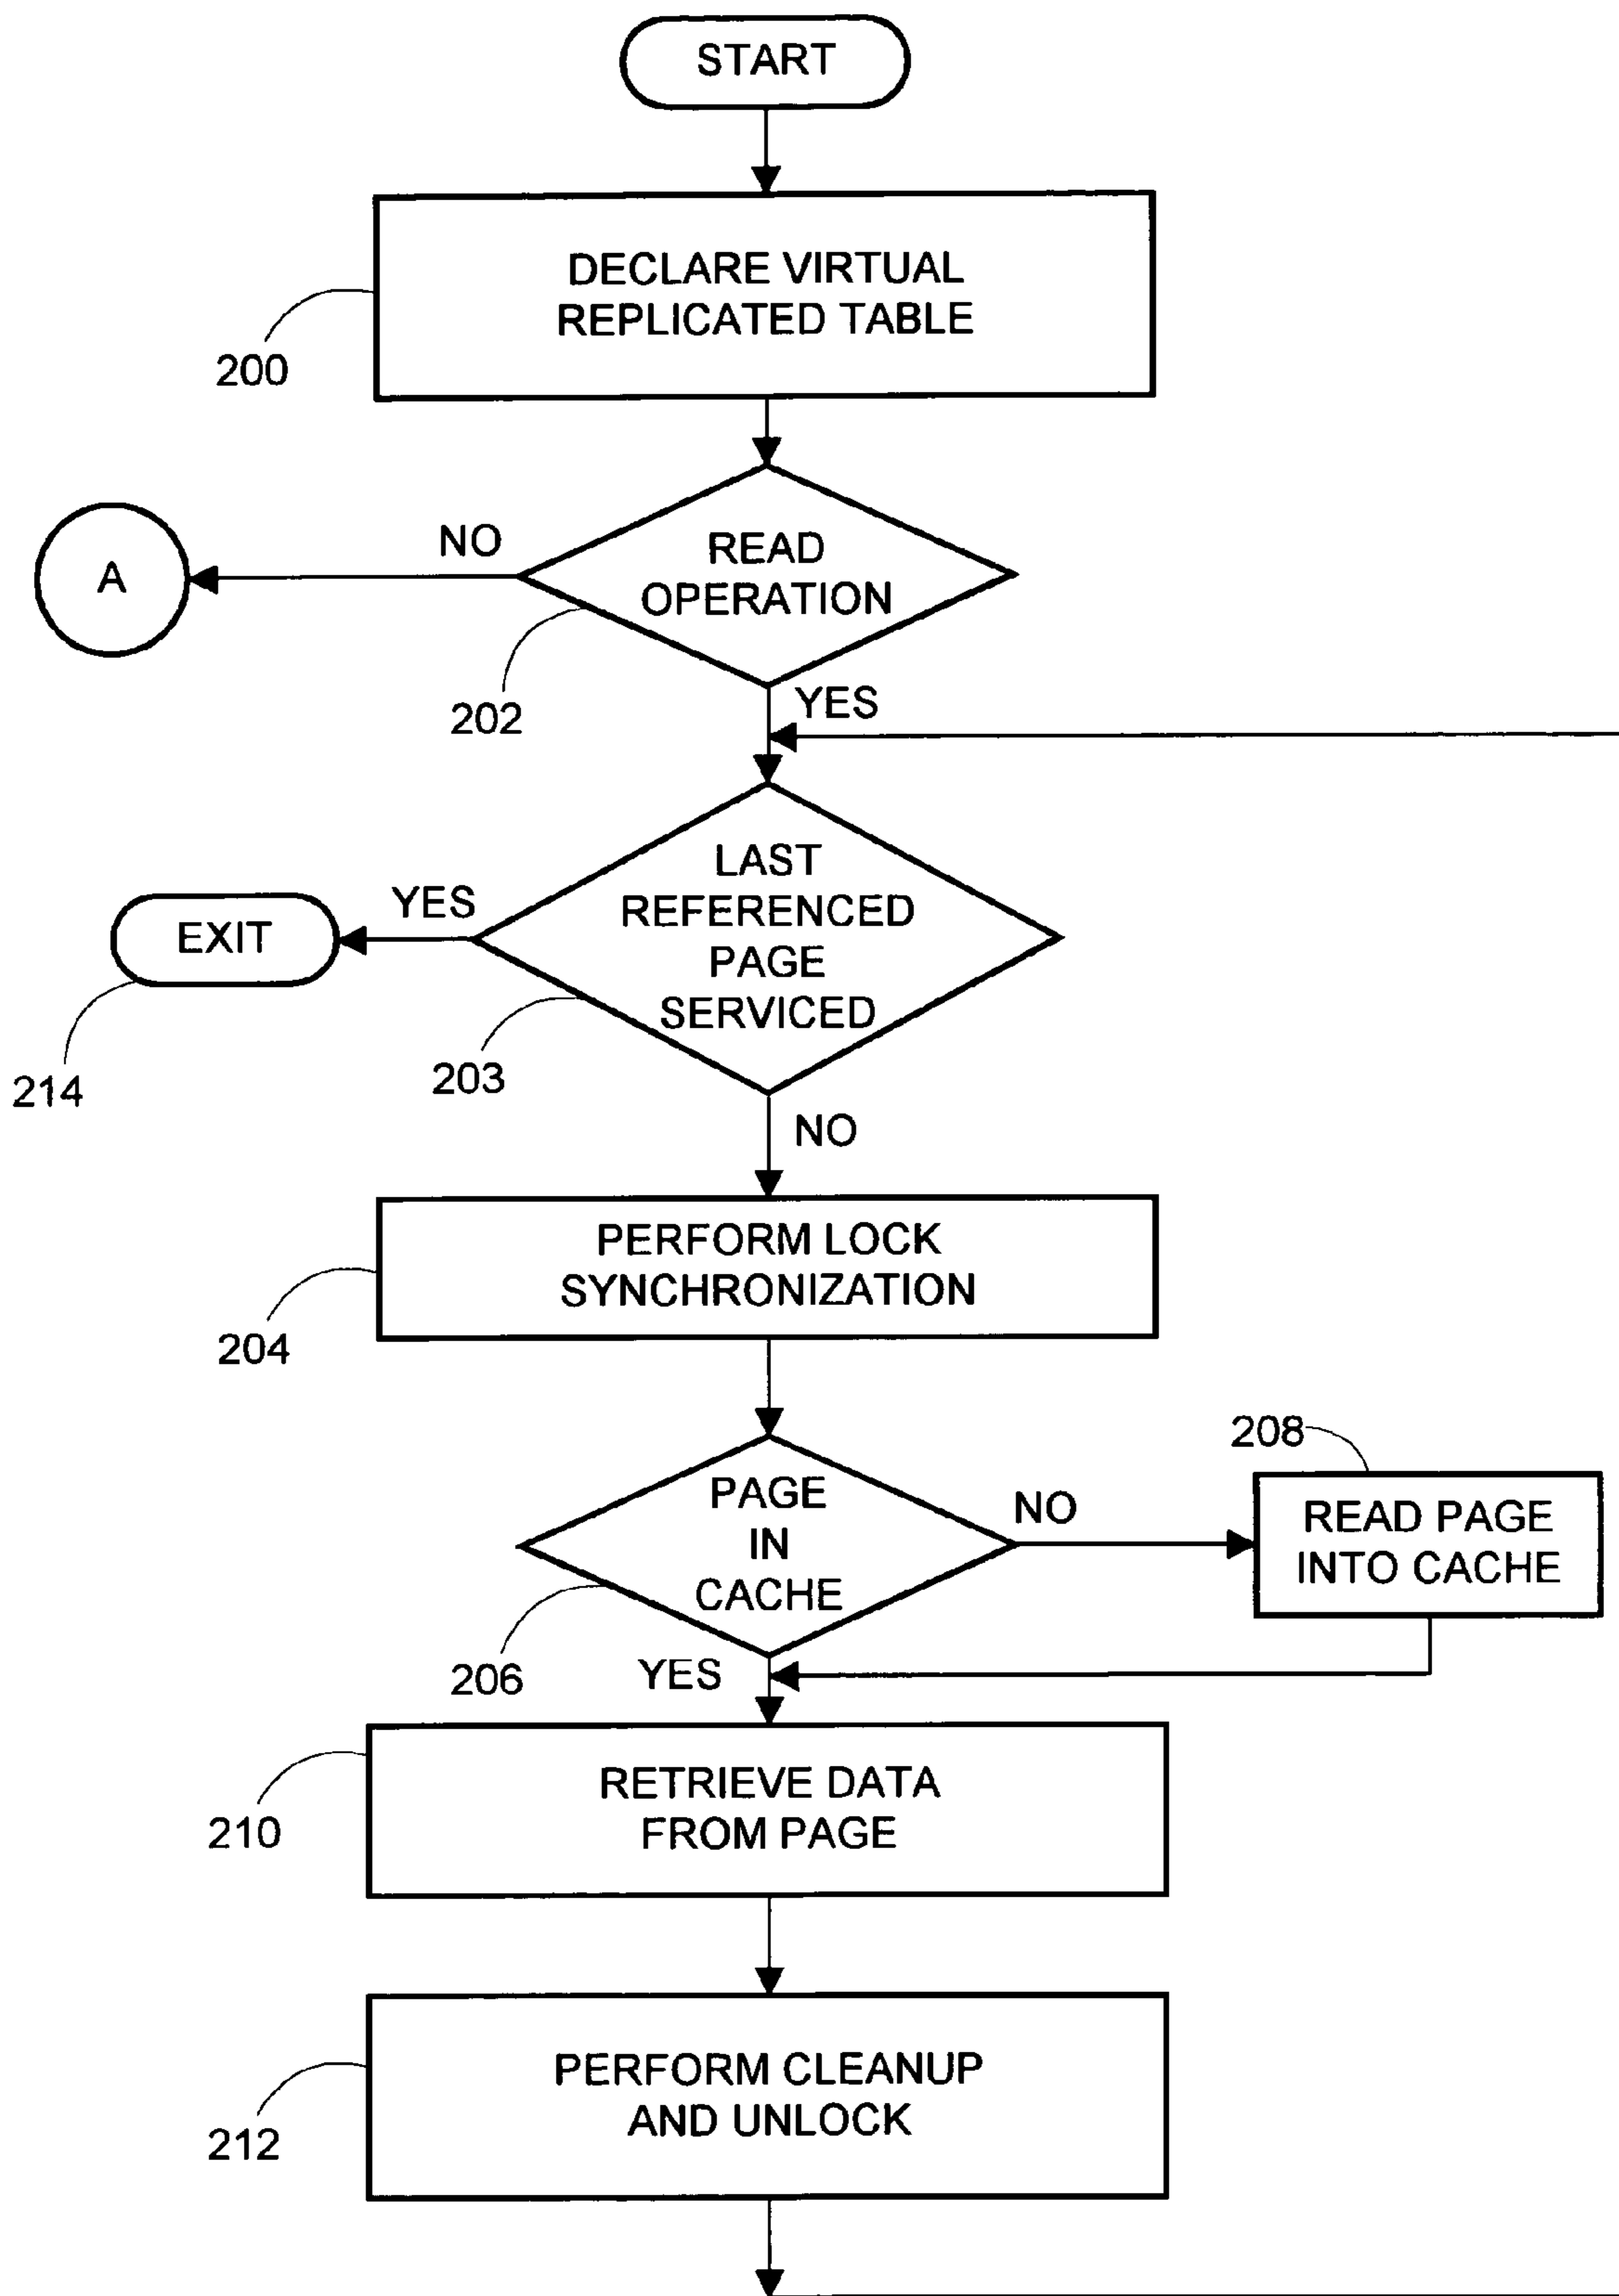 START
DECLARE VIRTUAL
REPLICATED TABLE
200
A
NO
READ
OPERATION
202
YES
LAST
REFERENCED
PAGE
SERVICED
YES
EXIT
214
203
NO
PERFORM LOCK
SYNCHRONIZATION
204
208
PAGE
IN
CACHE
NO
READ PAGE
INTO CACHE
206
YES
RETRIEVE DATA
FROM PAGE
210
PERFORM CLEANUP
AND UNLOCK
212